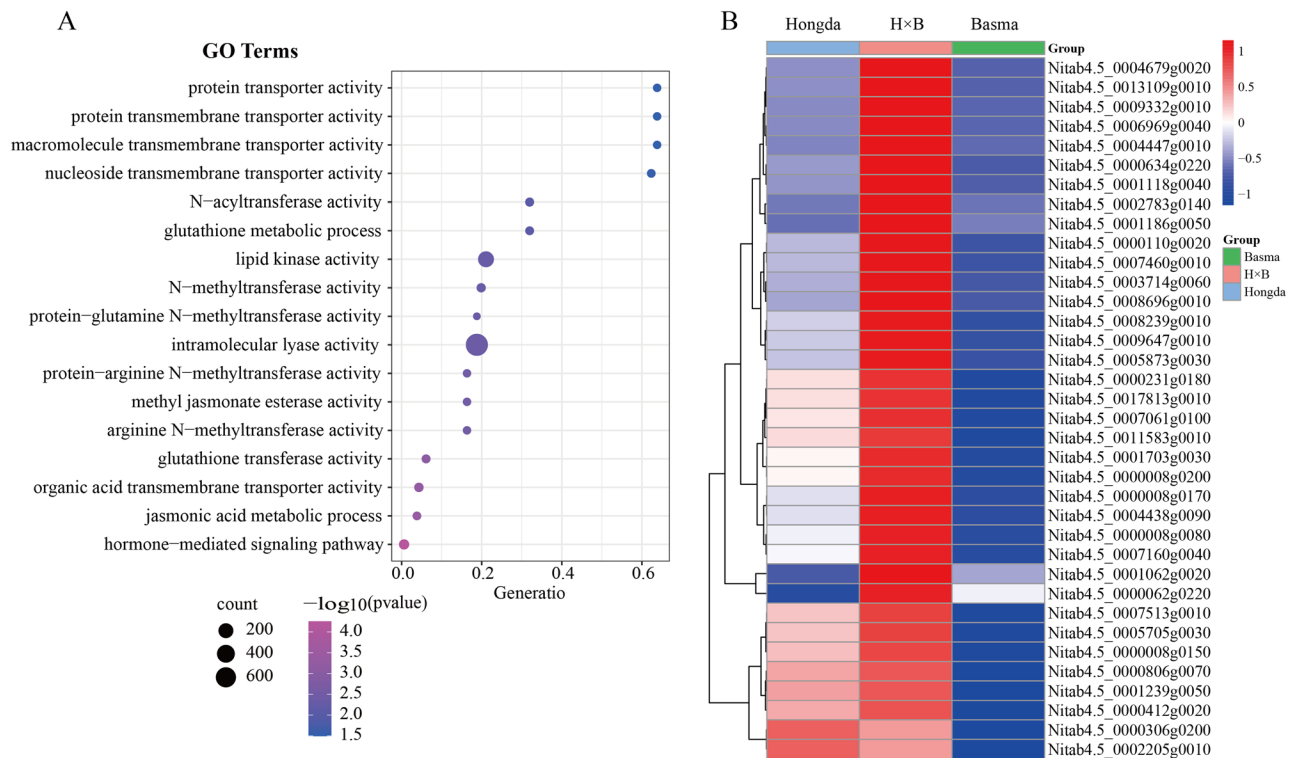 A
GO Terms
protein transporter activity
protein transmembrane transporter activity
macromolecule transmembrane transporter activity
nucleoside transmembrane transporter activity
N−acyltransferase activity
glutathione metabolic process
lipid kinase activity
N−methyltransferase activity
protein-glutamine N−methyltransferase activity
intramolecular lyase activity
protein−arginine N−methyltransferase activity
methyl jasmonate esterase activity
arginine N−methyltransferase activity
glutathione transferase activity
organic acid transmembrane transporter activity
jasmonic acid metabolic process
hormone−mediated signaling pathway
0.0 0.2 0.4 0.6
Generatio
count
200
400
600
−log10(pvalue)
4.0
3.5
3.0
2.5
2.0
1.5
B
Hongda H×B Basma
Group
Nitab4.5_0004679g0020
Nitab4.5_0013109g0010
Nitab4.5_0009332g0010
Nitab4.5_0006969g0040
Nitab4.5_0004447g0010
Nitab4.5_0000634g0220
Nitab4.5_0001118g0040
Nitab4.5_0002783g0140
Nitab4.5_0001186g0050
Nitab4.5_0000110g0020
Nitab4.5_0007460g0010
Nitab4.5_0003714g0060
Nitab4.5_0008696g0010
Nitab4.5_0008239g0010
Nitab4.5_0009647g0010
Nitab4.5_0005873g0030
Nitab4.5_0000231g0180
Nitab4.5_0017813g0010
Nitab4.5_0007061g0100
Nitab4.5_0011583g0010
Nitab4.5_0001703g0030
Nitab4.5_0000008g0200
Nitab4.5_0000008g0170
Nitab4.5_0004438g0090
Nitab4.5_0000008g0080
Nitab4.5_0007160g0040
Nitab4.5_0001062g0020
Nitab4.5_0000062g0220
Nitab4.5_0007513g0010
Nitab4.5_0005705g0030
Nitab4.5_0000008g0150
Nitab4.5_0000806g0070
Nitab4.5_0001239g0050
Nitab4.5_0000412g0020
Nitab4.5_0000306g0200
Nitab4.5_0002205g0010
1
0.5
0
−0.5
−1
Group
Basma
H×B
Hongda